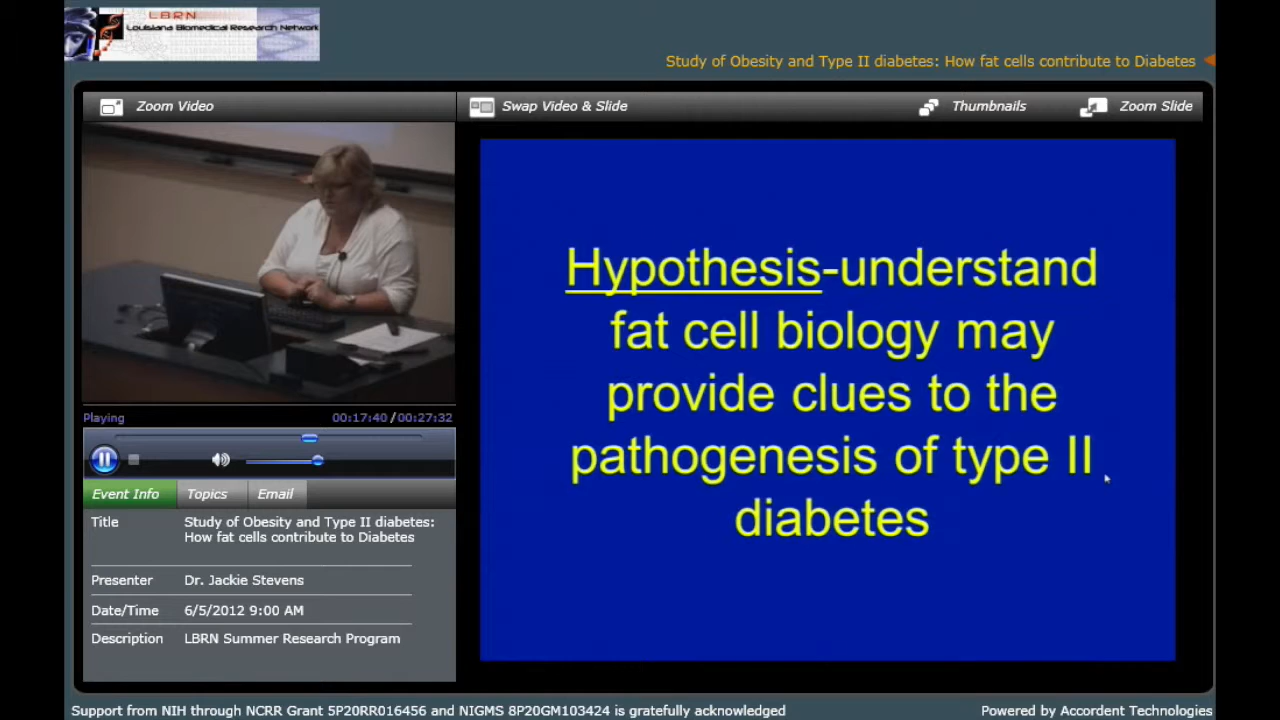 LBRN
Louisiana Biomedical Research Network
Study of Obesity and Type II diabetes: How fat cells contribute to Diabetes
Zoom Video
Swap Video & Slide
Thumbnails
Zoom Slide
Hypothesis-understand
fat cell biology may
provide clues to the
pathogenesis of type II
diabetes
Playing
00:17:40 /00:27:32
Event Info
Topics
Email
Title
Study of Obesity and Type II diabetes:
How fat cells contribute to Diabetes
Presenter
Dr. Jackie Stevens
Date/Time
6/5/2012 9:00 AM
Description
LBRN Summer Research Program
Support from NIH through NCRR Grant 5P20RR016456 and NIGMS 8P20GM103424 is gratefully acknowledged
Powered by Accordent Technologies